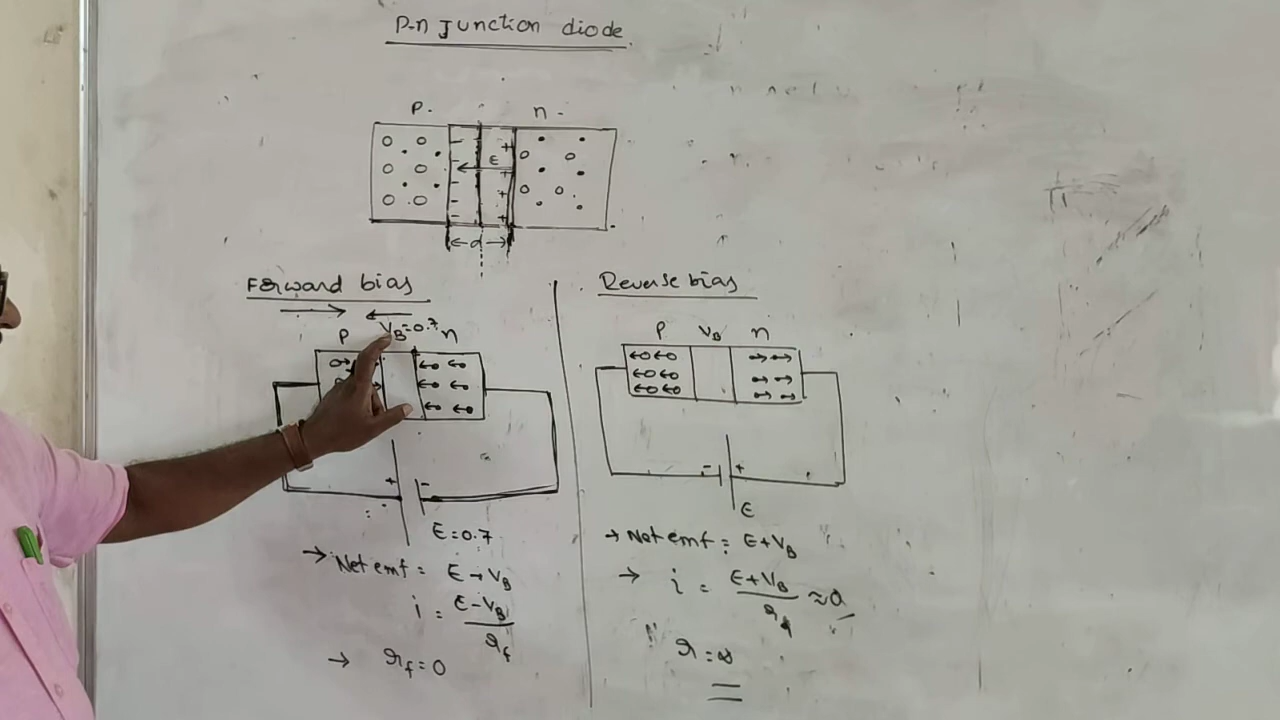 P-n Junction diode
P. n -
- + E
← d →
Forward bias
P VB=0.7 n
+ -
E=0.7
→ Net emf = E-VB
i = E-VB / rf
→ rf=0
Reverse bias
P VB n
- +
E
→ Net emf = E+VB
→ i = E+VB / r ≈0
r=∞